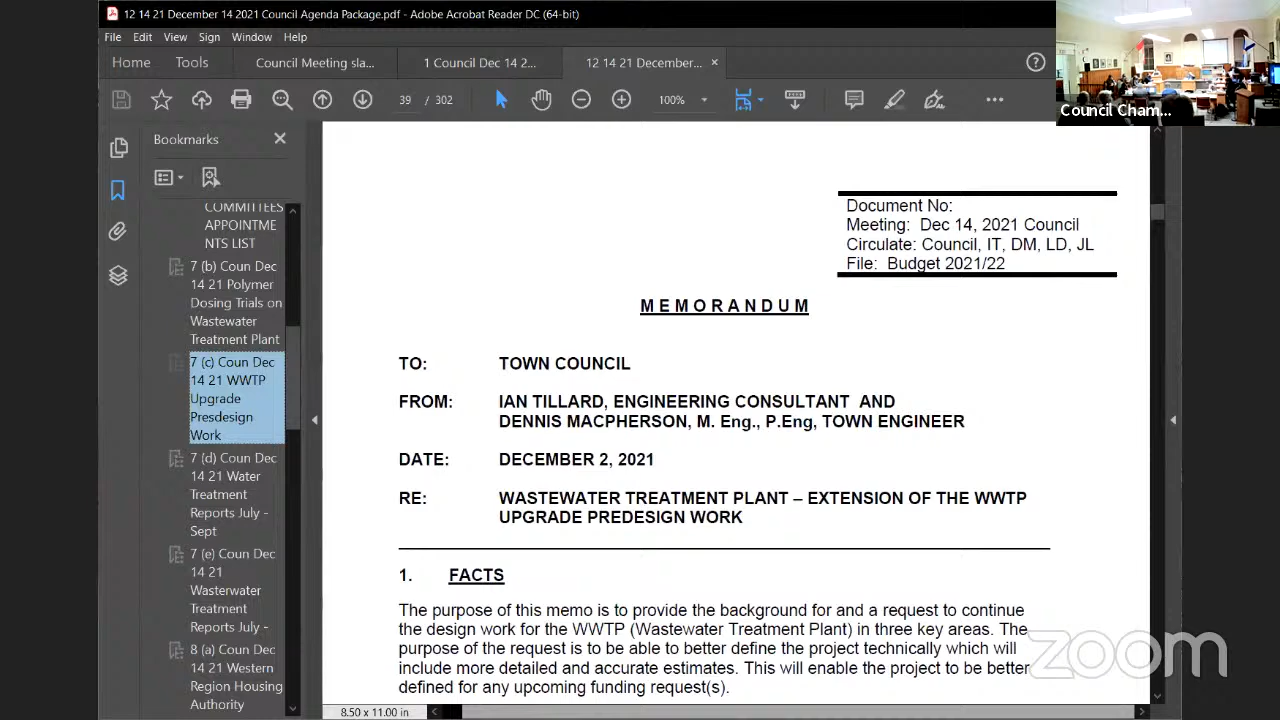 12 14 21 December 14 2021 Council Agenda Package.pdf - Adobe Acrobat Reader DC (64-bit)
File Edit View Sign Window Help
Home Tools Council Meeting sla... 1 Council Dec 14 2... 12 14 21 December... ×
39 / 302 100%
Council Cham...
Bookmarks
COMMITTEES
APPOINTME
NTS LIST
7 (b) Coun Dec
14 21 Polymer
Dosing Trials on
Wastewater
Treatment Plant
7 (c) Coun Dec
14 21 WWTP
Upgrade
Presdesign
Work
7 (d) Coun Dec
14 21 Water
Treatment
Reports July -
Sept
7 (e) Coun Dec
14 21
Wasterwater
Treatment
Reports July -
8 (a) Coun Dec
14 21 Western
Region Housing
Authority
Document No:
Meeting: Dec 14, 2021 Council
Circulate: Council, IT, DM, LD, JL
File: Budget 2021/22
MEMORANDUM
TO: TOWN COUNCIL
FROM: IAN TILLARD, ENGINEERING CONSULTANT AND
DENNIS MACPHERSON, M. Eng., P.Eng, TOWN ENGINEER
DATE: DECEMBER 2, 2021
RE: WASTEWATER TREATMENT PLANT – EXTENSION OF THE WWTP
UPGRADE PREDESIGN WORK
1. FACTS
The purpose of this memo is to provide the background for and a request to continue
the design work for the WWTP (Wastewater Treatment Plant) in three key areas. The
purpose of the request is to be able to better define the project technically which will
include more detailed and accurate estimates. This will enable the project to be better
defined for any upcoming funding request(s).
zoom
8.50 x 11.00 in